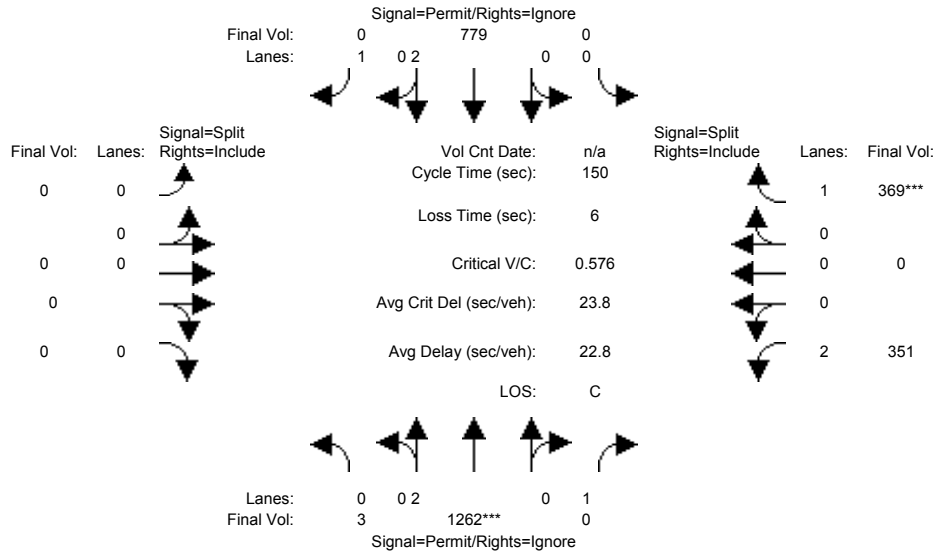 Signal=Permit/Rights=Ignore
Final Vol: 0 779 0
Lanes: 1 0 2 0 0
Signal=Split Signal=Split
Final Vol: Lanes: Rights=Include Vol Cnt Date: n/a Rights=Include Lanes: Final Vol:
Cycle Time (sec): 150
0 0 1 369***
Loss Time (sec): 6
0 0
0 0 Critical V/C: 0.576 0 0
0 Avg Crit Del (sec/veh): 23.8 0
0 0 Avg Delay (sec/veh): 22.8 2 351
LOS: C
Lanes: 0 0 2 0 1
Final Vol: 3 1262*** 0
Signal=Permit/Rights=Ignore